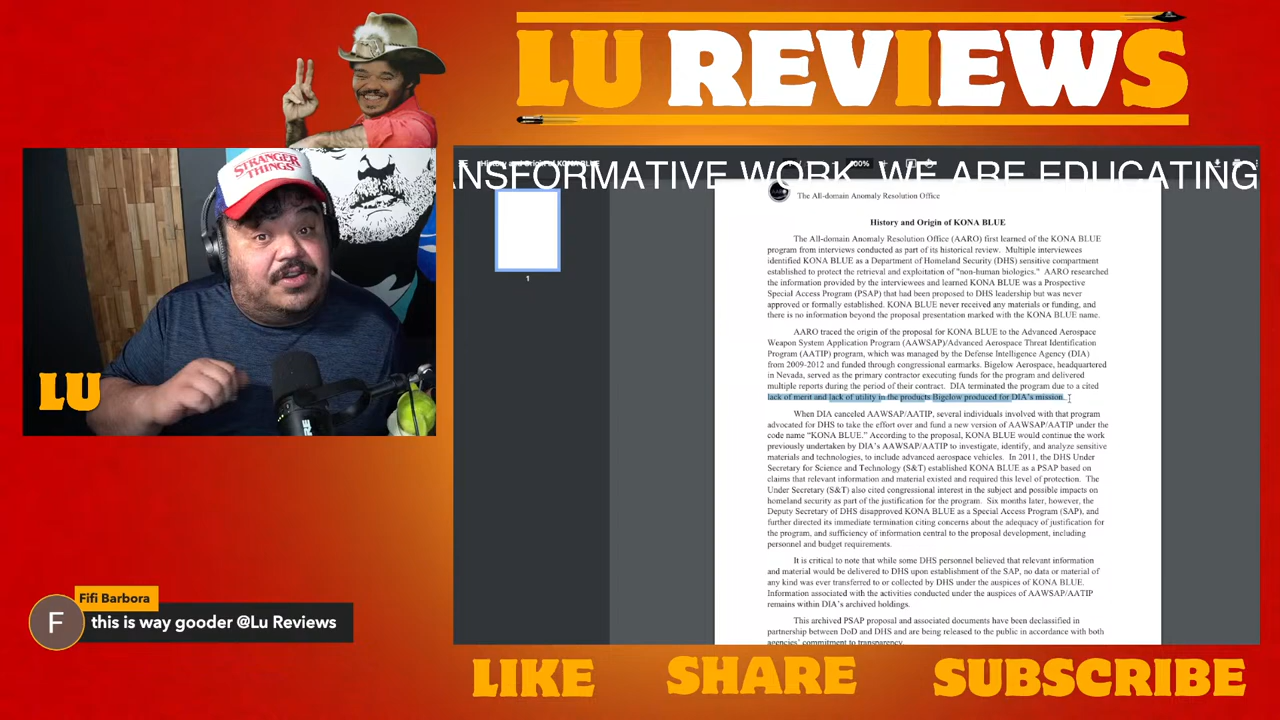 LU REVIEWS
STRANGER
THINGS
LU
NSFORMATIVE WORK. WE ARE EDUCATING
1
The All-domain Anomaly Resolution Office
History and Origin of KONA BLUE
The All-domain Anomaly Resolution Office (AARO) first learned of the KONA BLUE
program from interviews conducted as part of its historical review. Multiple interviewees
identified KONA BLUE as a Department of Homeland Security (DHS) sensitive compartment
established to protect the retrieval and exploitation of "non-human biologics." AARO researched
the information provided by the interviewees and learned KONA BLUE was a Prospective
Special Access Program (PSAP) that had been proposed to DHS leadership but was never
approved or formally established. KONA BLUE never received any materials or funding, and
there is no information beyond the proposal presentation marked with the KONA BLUE name.
AARO traced the origin of the proposal for KONA BLUE to the Advanced Aerospace
Weapon System Application Program (AAWSAP)/Advanced Aerospace Threat Identification
Program (AATIP) program, which was managed by the Defense Intelligence Agency (DIA)
from 2009-2012 and funded through congressional earmarks. Bigelow Aerospace, headquartered
in Nevada, served as the primary contractor executing funds for the program and delivered
multiple reports during the period of their contract. DIA terminated the program due to a cited
lack of merit and lack of utility in the products Bigelow produced for DIA's mission.
When DIA canceled AAWSAP/AATIP, several individuals involved with that program
advocated for DHS to take the effort over and fund a new version of AAWSAP/AATIP under the
code name “KONA BLUE.” According to the proposal, KONA BLUE would continue the work
previously undertaken by DIA's AAWSAP/AATIP to investigate, identify, and analyze sensitive
materials and technologies, to include advanced aerospace vehicles. In 2011, the DHS Under
Secretary for Science and Technology (S&T) established KONA BLUE as a PSAP based on
claims that relevant information and material existed and required this level of protection. The
Under Secretary (S&T) also cited congressional interest in the subject and possible impacts on
homeland security as part of the justification for the program. Six months later, however, the
Deputy Secretary of DHS disapproved KONA BLUE as a Special Access Program (SAP), and
further directed its immediate termination citing concerns about the adequacy of justification for
the program, and sufficiency of information central to the proposal development, including
personnel and budget requirements.
It is critical to note that while some DHS personnel believed that relevant information
and material would be delivered to DHS upon establishment of the SAP, no data or material of
any kind was ever transferred to or collected by DHS under the auspices of KONA BLUE.
Information associated with the activities conducted under the auspices of AAWSAP/AATIP
remains within DIA's archived holdings.
This archived PSAP proposal and associated documents have been declassified in
partnership between DoD and DHS and are being released to the public in accordance with both
agencies' commitment to transparency.
Fifi Barbora
F
this is way gooder @Lu Reviews
LIKE SHARE SUBSCRIBE